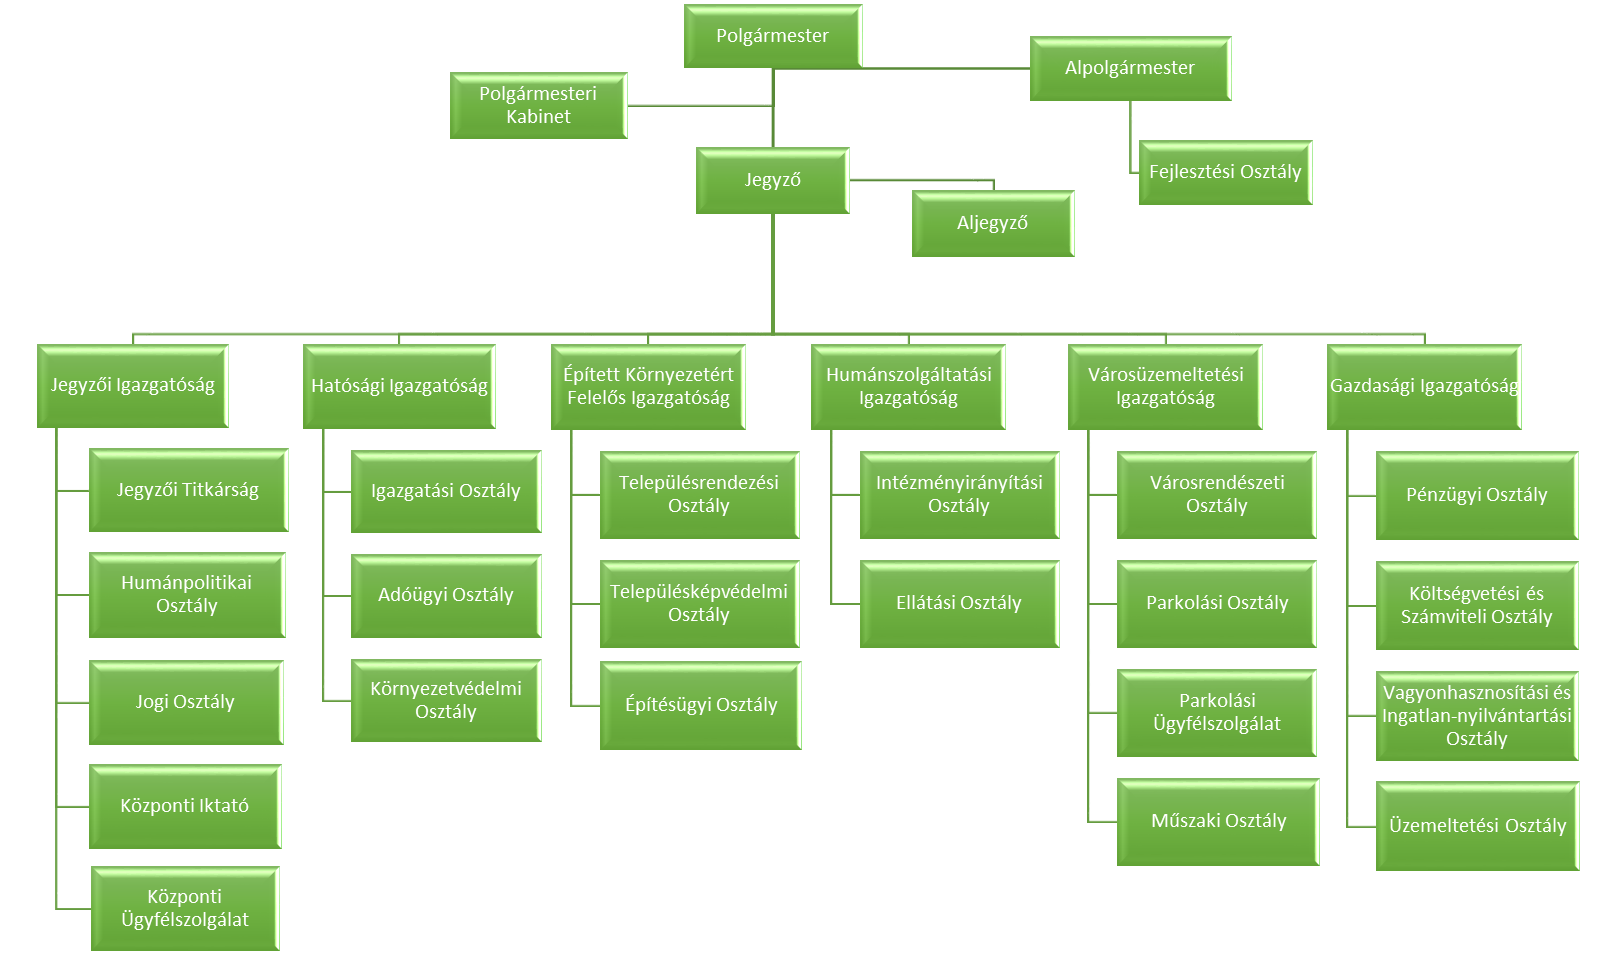 Polgármester
Alpolgármester
Polgármesteri
Kabinet
Fejlesztési Osztály
Jegyző
Aljegyző
Jegyzői Igazgatóság
Hatósági Igazgatóság
Épített Környezetért
Felelős Igazgatóság
Humánszolgáltatási
Igazgatóság
Városüzemeltetési
Igazgatóság
Gazdasági Igazgatóság
Jegyzői Titkárság
Humánpolitikai
Osztály
Jogi Osztály
Központi Iktató
Központi
Ügyfélszolgálat
Igazgatási Osztály
Adóügyi Osztály
Környezetvédelmi
Osztály
Településrendezési
Osztály
Településképvédelmi
Osztály
Építésügyi Osztály
Intézményirányítási
Osztály
Ellátási Osztály
Városrendészeti
Osztály
Parkolási Osztály
Parkolási
Ügyfélszolgálat
Műszaki Osztály
Pénzügyi Osztály
Költségvetési és
Számviteli Osztály
Vagyonhasznosítási és
Ingatlan-nyilvántartási
Osztály
Üzemeltetési Osztály